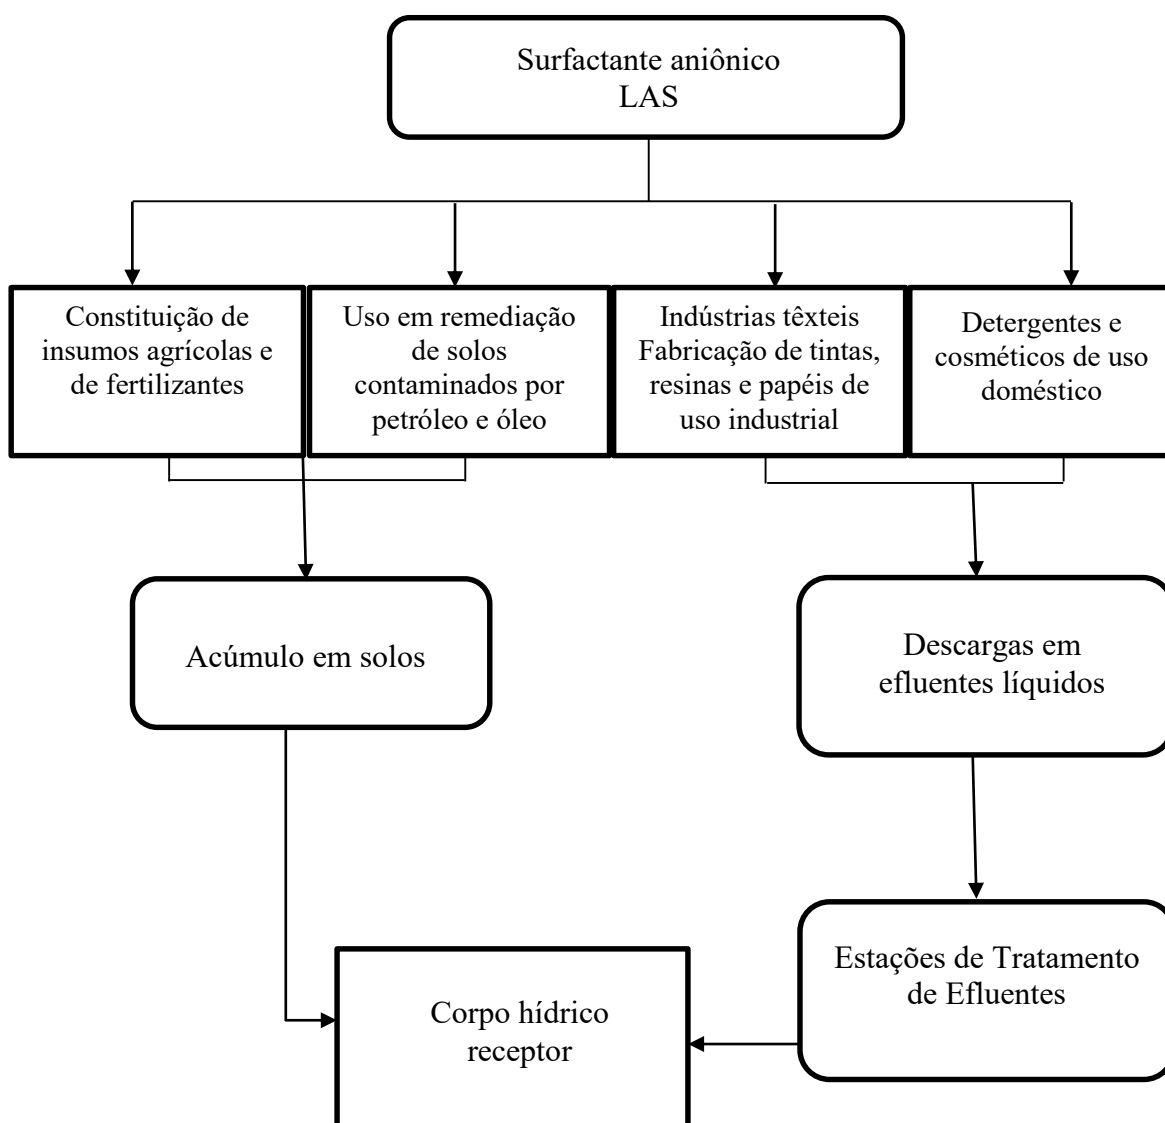 Surfactante aniônico
LAS
Constituição de
insumos agrícolas e
de fertilizantes
Uso em remediação
de solos
contaminados por
petróleo e óleo
Indústrias têxteis
Fabricação de tintas,
resinas e papéis de
uso industrial
Detergentes e
cosméticos de uso
doméstico
Acúmulo em solos
Descargas em
efluentes líquidos
Estações de Tratamento
de Efluentes
Corpo hídrico
receptor